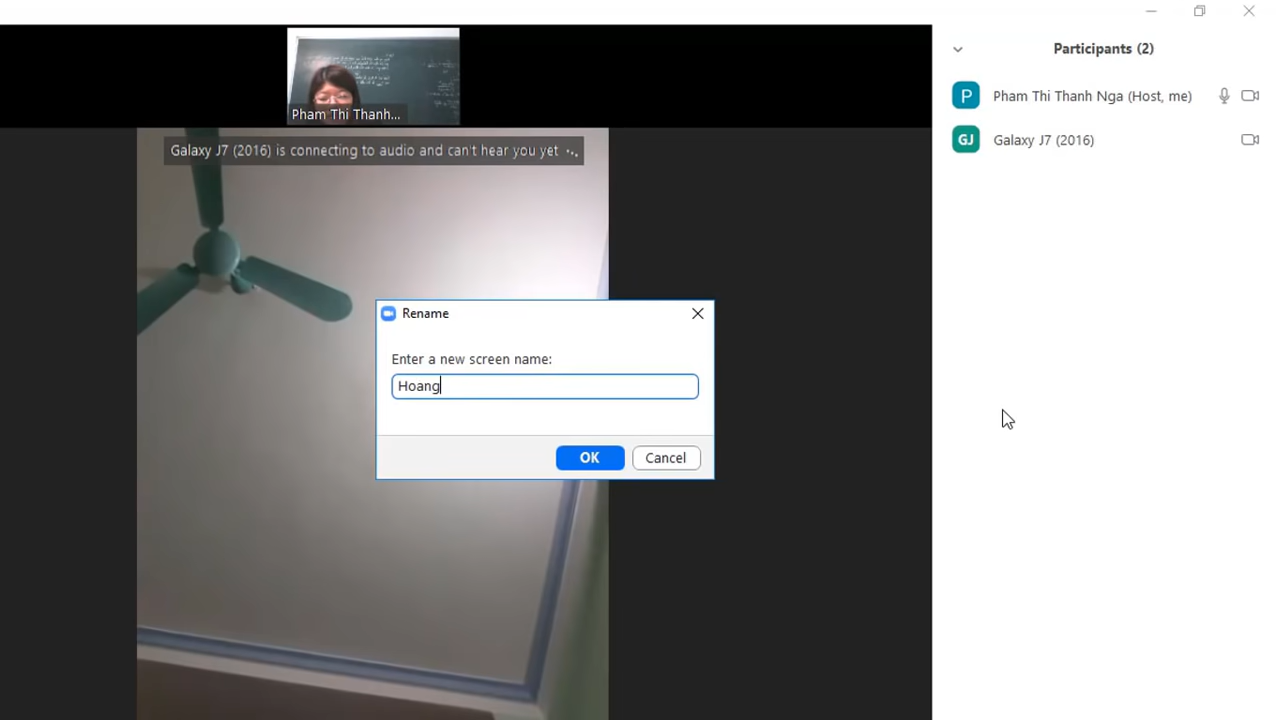 Participants (2)
Pham Thi Thanh...
P Pham Thi Thanh Nga (Host, me)
GJ Galaxy J7 (2016)
Galaxy J7 (2016) is connecting to audio and can't hear you yet
Rename
Enter a new screen name:
Hoang
OK Cancel